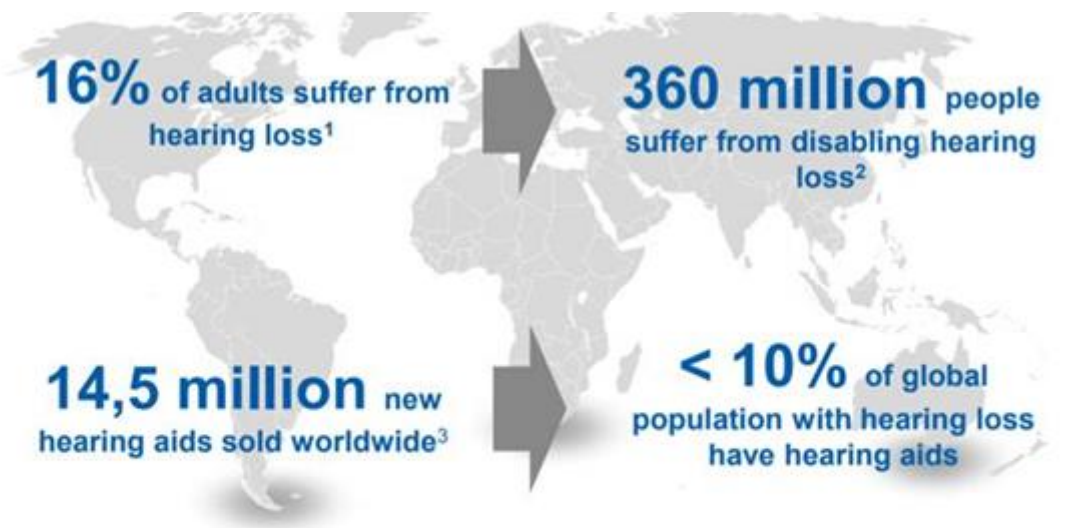 16% of adults suffer from
hearing loss¹
360 million people
suffer from disabling hearing
loss²
14,5 million new
hearing aids sold worldwide³
< 10% of global
population with hearing loss
have hearing aids